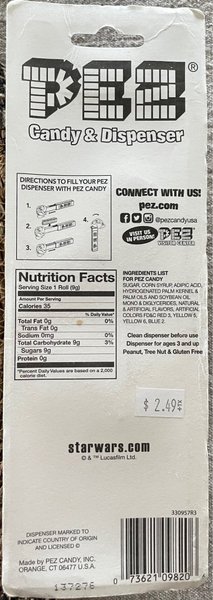 PEZ®
Candy & Dispenser
DIRECTIONS TO FILL YOUR PEZ
DISPENSER WITH PEZ CANDY
1.
2.
3.
4.
CONNECT WITH US!
pez.com
@pezcandyusa
VISIT US
IN PERSON!
PEZ
VISITOR CENTER
Nutrition Facts
Serving Size 1 Roll (9g)
Amount Per Serving
Calories 35
% Daily Value*
Total Fat 0g 0%
Trans Fat 0g
Sodium 0mg 0%
Total Carbohydrate 9g 3%
Sugars 9g
Protein 0g
*Percent Daily Values are based on a 2,000
calorie diet.
INGREDIENTS LIST
FOR PEZ CANDY
SUGAR, CORN SYRUP, ADIPIC ACID,
HYDROGENATED PALM KERNEL &
PALM OILS AND SOYBEAN OIL
MONO & DIGLYCERIDES, NATURAL
& ARTIFICIAL FLAVORS, ARTIFICIAL
COLORS FD&C RED 3, YELLOW 5,
YELLOW 6, BLUE 2.
Clean dispenser before use
Dispenser for ages 3 and up
Peanut, Tree Nut & Gluten Free
$ 2.49
starwars.com
© & ™ Lucasfilm Ltd.
330957R3
DISPENSER MARKED TO
INDICATE COUNTRY OF ORIGIN
AND LICENSED ©
Made by PEZ CANDY, INC.
ORANGE, CT 06477 U.S.A.
0 73621 09820
137276